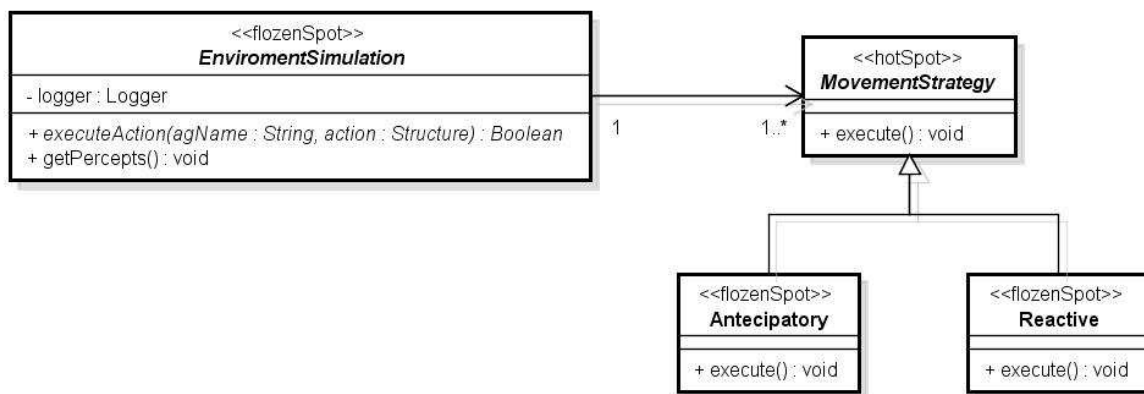 <<flozenSpot>>
EnviromentSimulation
- logger : Logger
+ executeAction(agName : String, action : Structure) : Boolean
+ getPercepts() : void
1
1..*
<<hotSpot>>
MovementStrategy
+ execute() : void
<<flozenSpot>>
Antecipatory
+ execute() : void
<<flozenSpot>>
Reactive
+ execute() : void